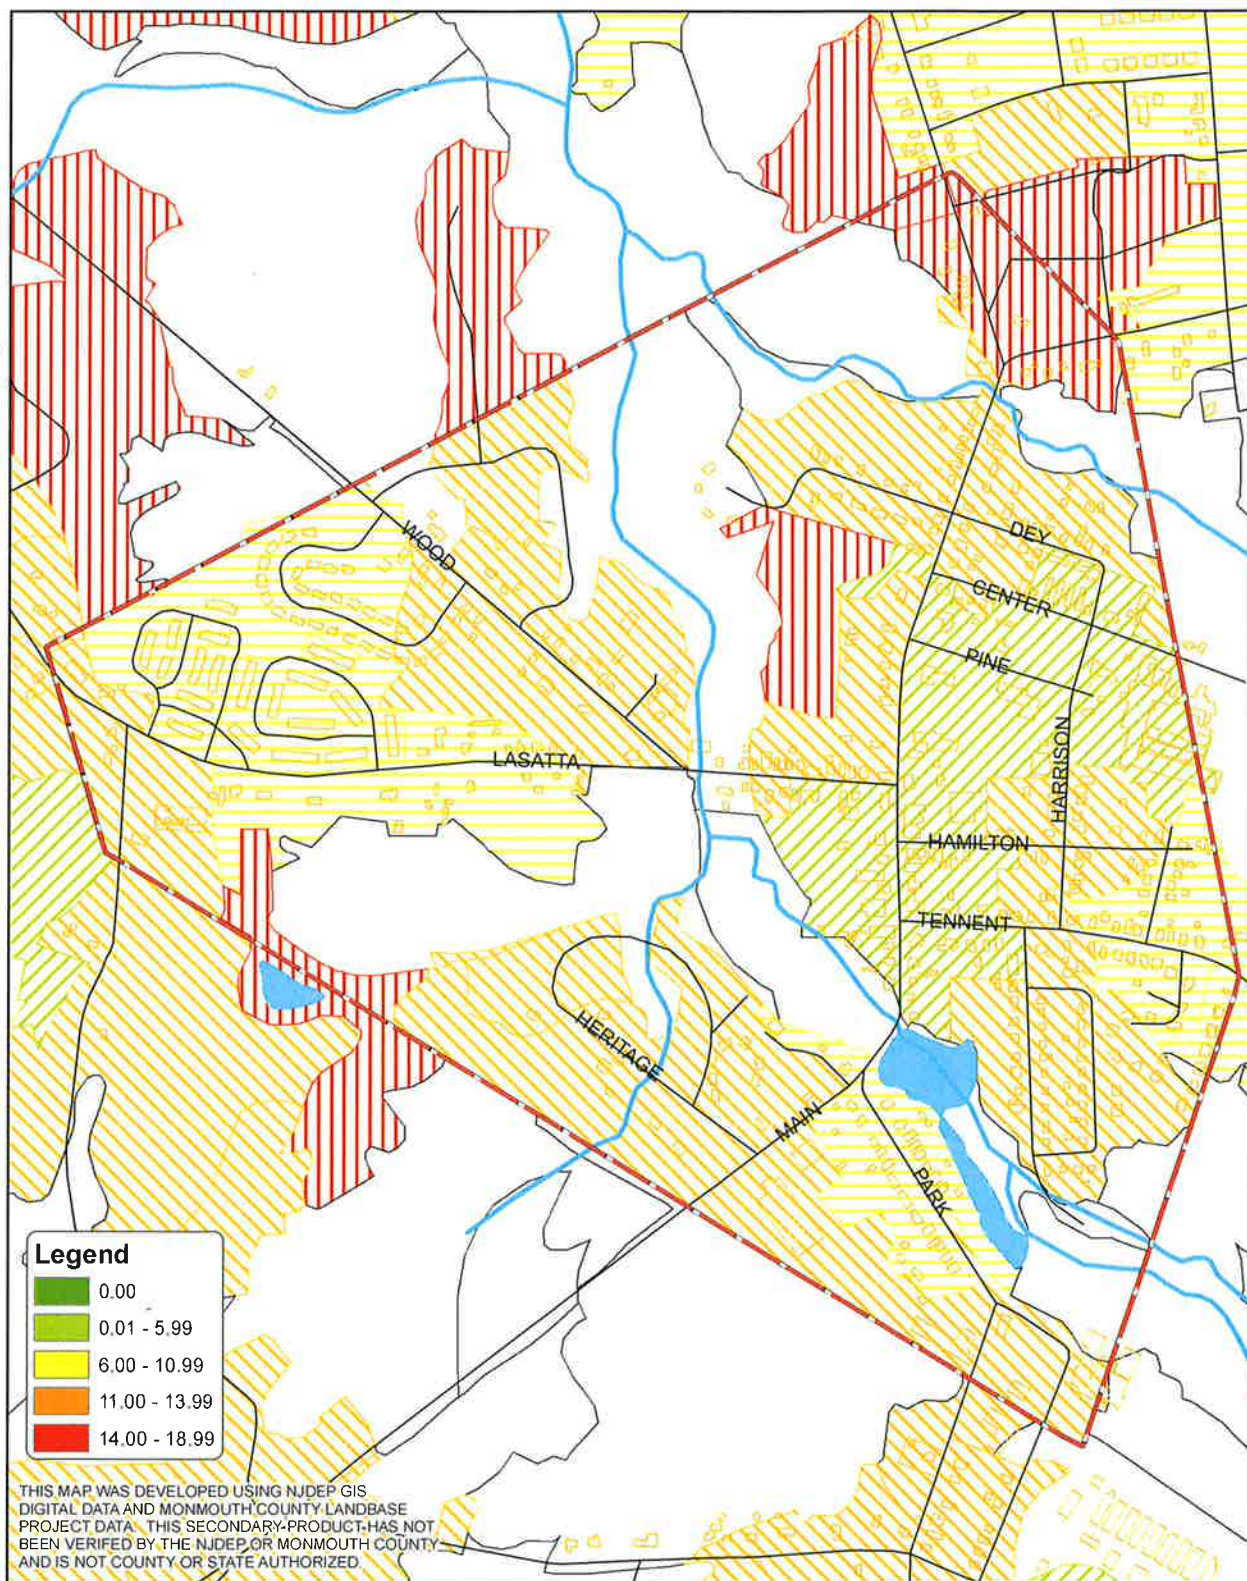 WOOD
DEY
CENTER
PINE
HARRISON
LASATTA
HAMILTON
TENNENT
HERITAGE
MAIN
PARK
Legend
0.00
0.01 - 5.99
6.00 - 10.99
11.00 - 13.99
14.00 - 18.99
THIS MAP WAS DEVELOPED USING NJDEP GIS
DIGITAL DATA AND MONMOUTH COUNTY LANDBASE
PROJECT DATA. THIS SECONDARY PRODUCT HAS NOT
BEEN VERIFED BY THE NJDEP OR MONMOUTH COUNTY
AND IS NOT COUNTY OR STATE AUTHORIZED.